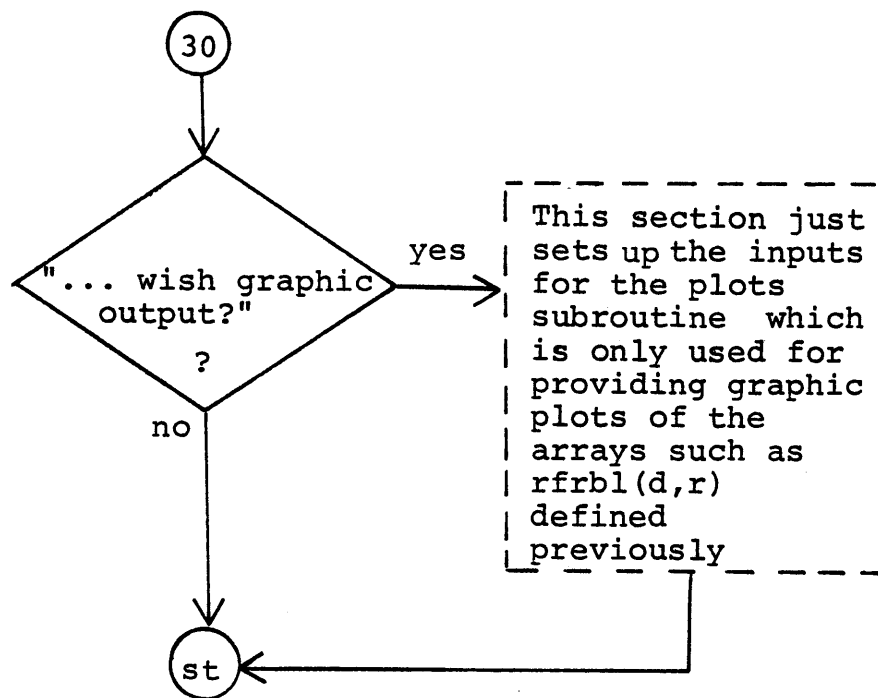 30
"... wish graphic
output?"
?
yes
no
This section just
sets up the inputs
for the plots
subroutine which
is only used for
providing graphic
plots of the
arrays such as
rfrbl(d,r)
defined
previously
st